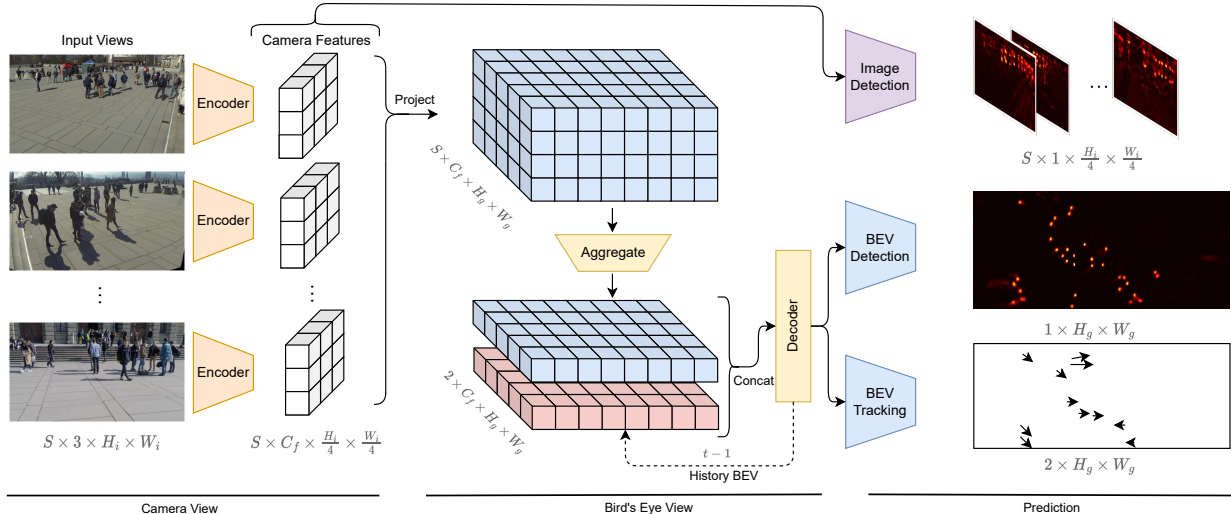 Input Views
Camera Features
Encoder
Encoder
Encoder
⋮
⋮
S × 3 × H_i × W_i
S × C_f × H_i/4 × W_i/4
Project
S × C_f × H_g × W_g
Aggregate
2 × C_f × H_g × W_g
Concat
Decoder
t − 1
History BEV
Image
Detection
BEV
Detection
BEV
Tracking
...
S × 1 × H_i/4 × W_i/4
1 × H_g × W_g
2 × H_g × W_g
Camera View
Bird's Eye View
Prediction